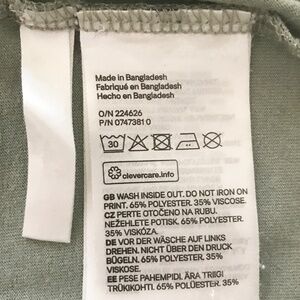 Made in Bangladesh
Fabriqué en Bangladesh
Hecho en Bangladesh
O/N 224626
P/N 0747381 0
30
clevercare.info
GB WASH INSIDE OUT. DO NOT IRON ON
PRINT. 65% POLYESTER. 35% VISCOSE.
CZ PERTE OTOČENO NA RUBU.
NEŽEHLETE POTISK. 65% POLYESTER. 35%
VISKÓZA.
DE VOR DER WÄSCHE AUF LINKS
DREHEN. NICHT ÜBER DEN DRUCK
BÜGELN. 65% POLYESTER. 35%
VISKOSE.
EE PESE PAHEMPIDI. ÄRA TRIIGI
TRÜKIKOHTI. 65% POLÜESTER. 35%